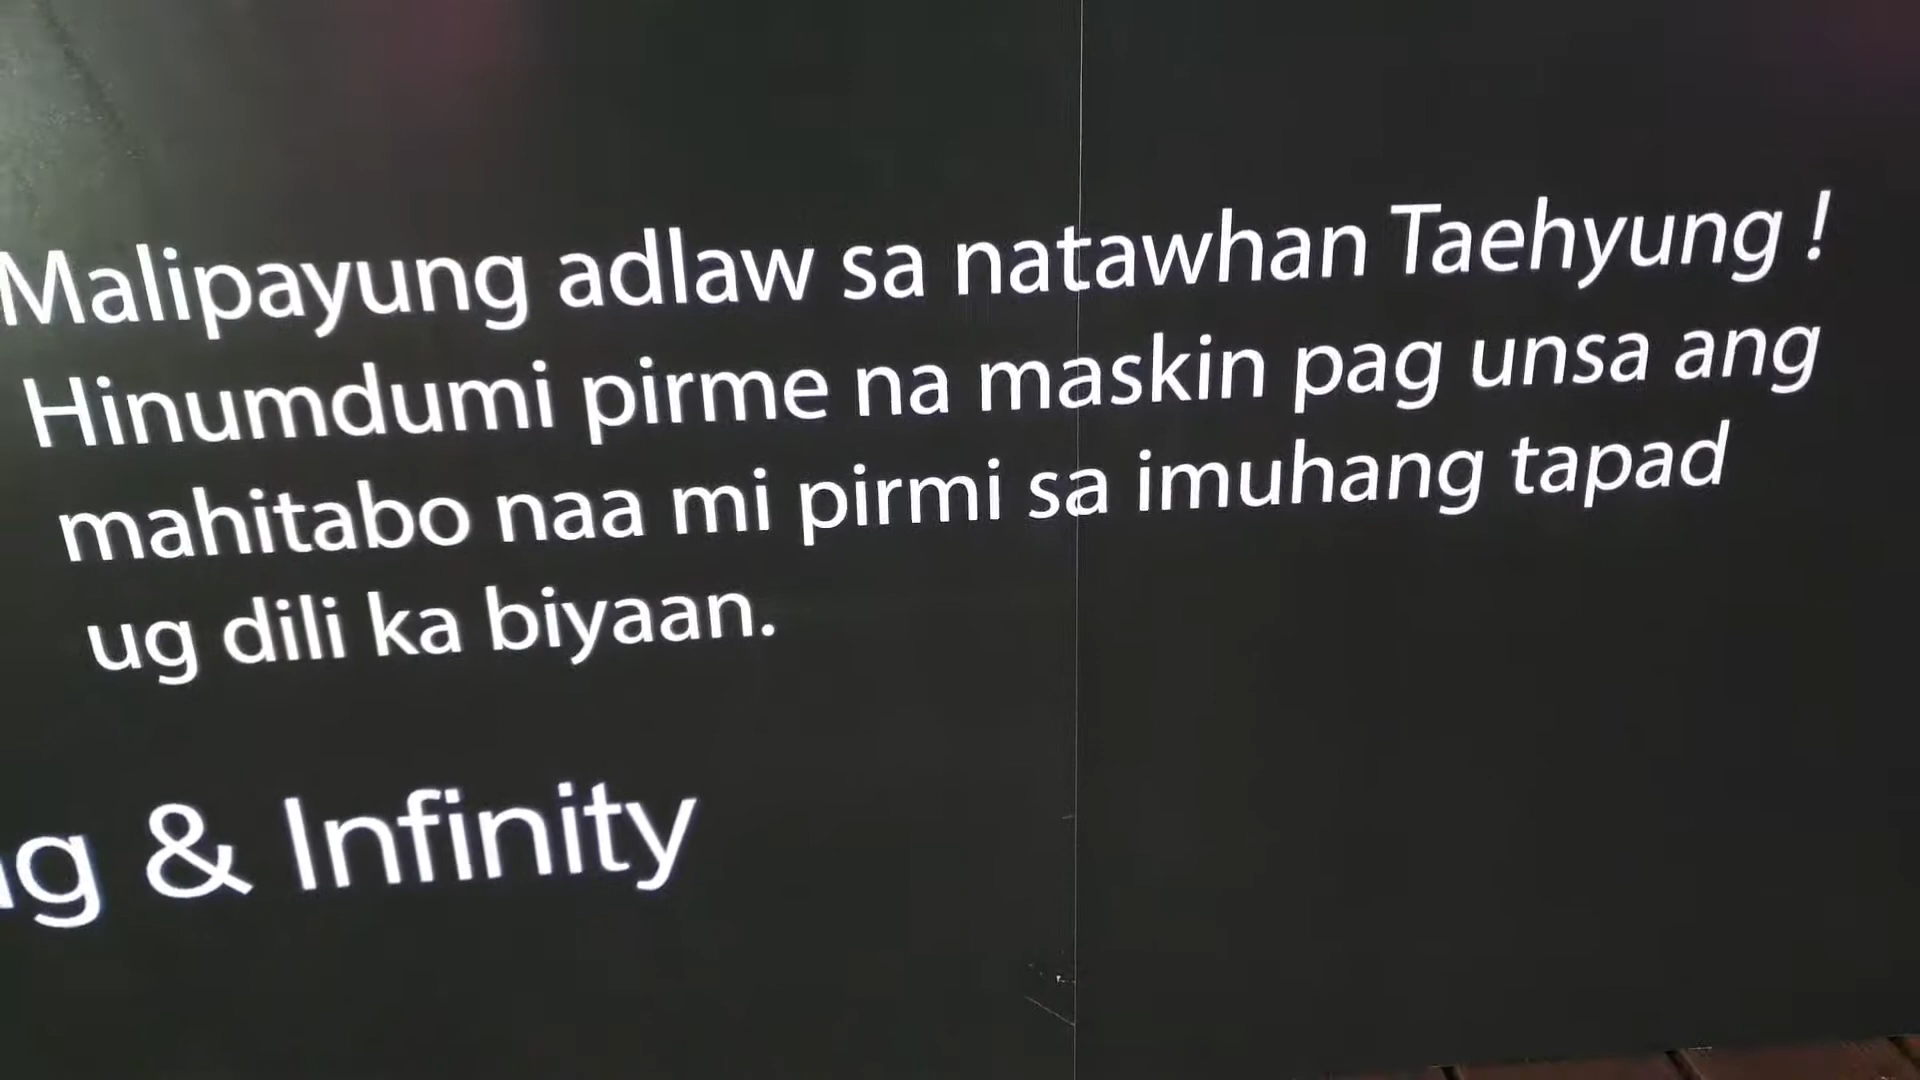 Malipayung adlaw sa natawhan Taehyung !
Hinumdumi pirme na maskin pag unsa ang
mahitabo naa mi pirmi sa imuhang tapad
ug dili ka biyaan.
& Infinity